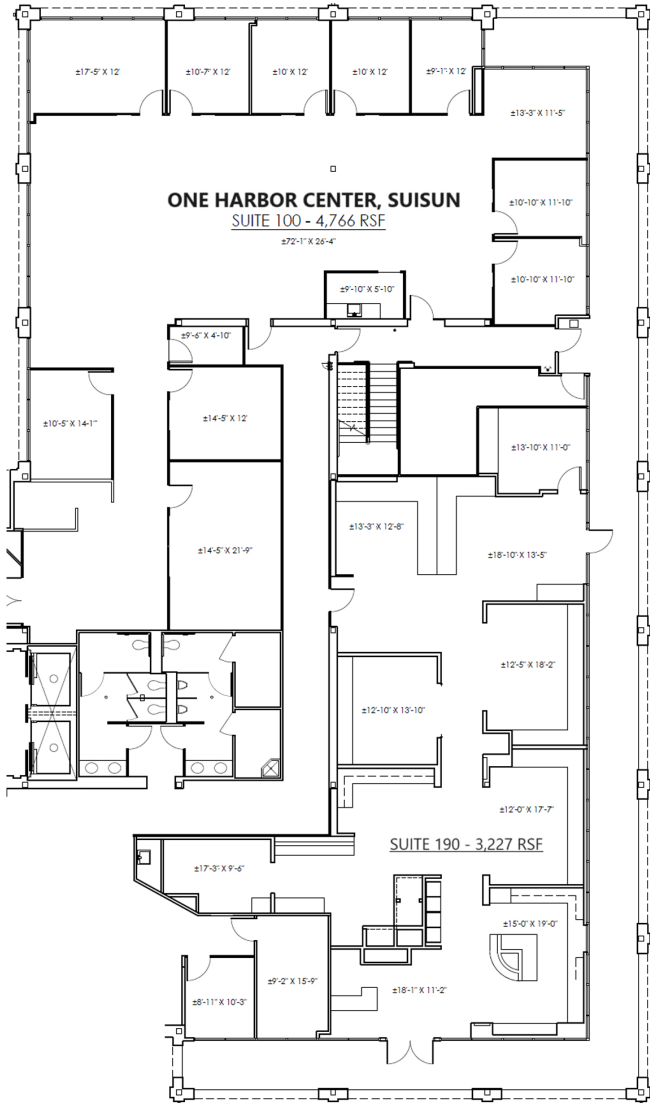 ±17'-5" X 12'
±10'-7" X 12'
±10' X 12'
±10' X 12'
±9'-1" X 12'
±13'-3" X 11'-5"
ONE HARBOR CENTER, SUISUN
SUITE 100 - 4,766 RSF
±72'-1" X 26'-4"
±10'-10" X 11'-10"
±10'-10" X 11'-10"
±9'-10" X 5'-10"
±9'-6" X 4'-10"
±10'-5" X 14'-1"
±14'-5" X 12'
±13'-10" X 11'-0"
±13'-3" X 12'-8"
±14'-5" X 21'-9"
±18'-10" X 13'-5"
±12'-5" X 18'-2"
±12'-10" X 13'-10"
±12'-0" X 17'-7"
SUITE 190 - 3,227 RSF
±17'-3" X 9'-6"
±15'-0" X 19'-0"
±9'-2" X 15'-9"
±18'-1" X 11'-2"
±8'-11" X 10'-3"